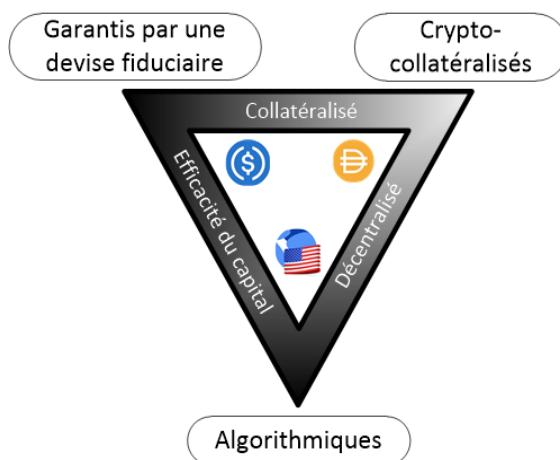 Garantis par une
devise fiduciaire
Crypto-
collatéralisés
Collatéralisé
Efficacité du capital
Décentralisé
Algorithmiques